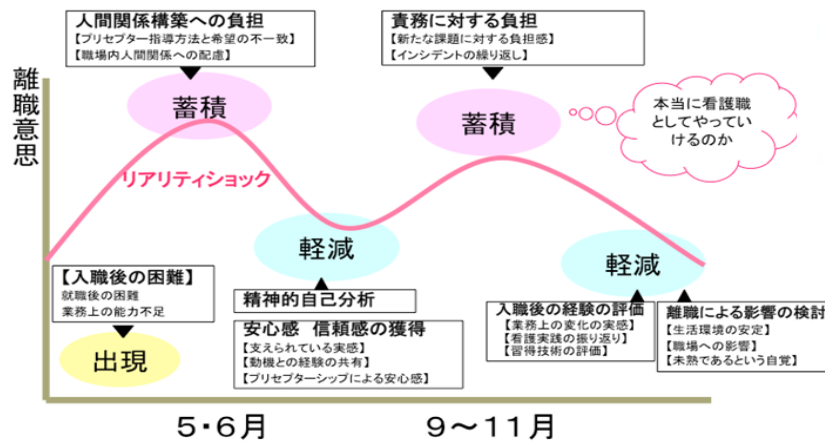 人間関係構築への負担
【プリセプター指導方法と希望の不一致】
【職場内人間関係への配慮】
責務に対する負担
【新たな課題に対する負担感】
【インシデントの繰り返し】
離職意思
蓄積
蓄積
本当に看護職
としてやってい
けるのか
リアリティショック
軽減
軽減
【入職後の困難】
就職後の困難
業務上の能力不足
出現
精神的自己分析
安心感 信頼感の獲得
【支えられている実感】
【動機との経験の共有】
【プリセプターシップによる安心感】
入職後の経験の評価
【業務上の変化の実感】
【看護実践の振り返り】
【習得技術の評価】
離職による影響の検討
【生活環境の安定】
【職場への影響】
【未熟であるという自覚】
5・6月
9～11月